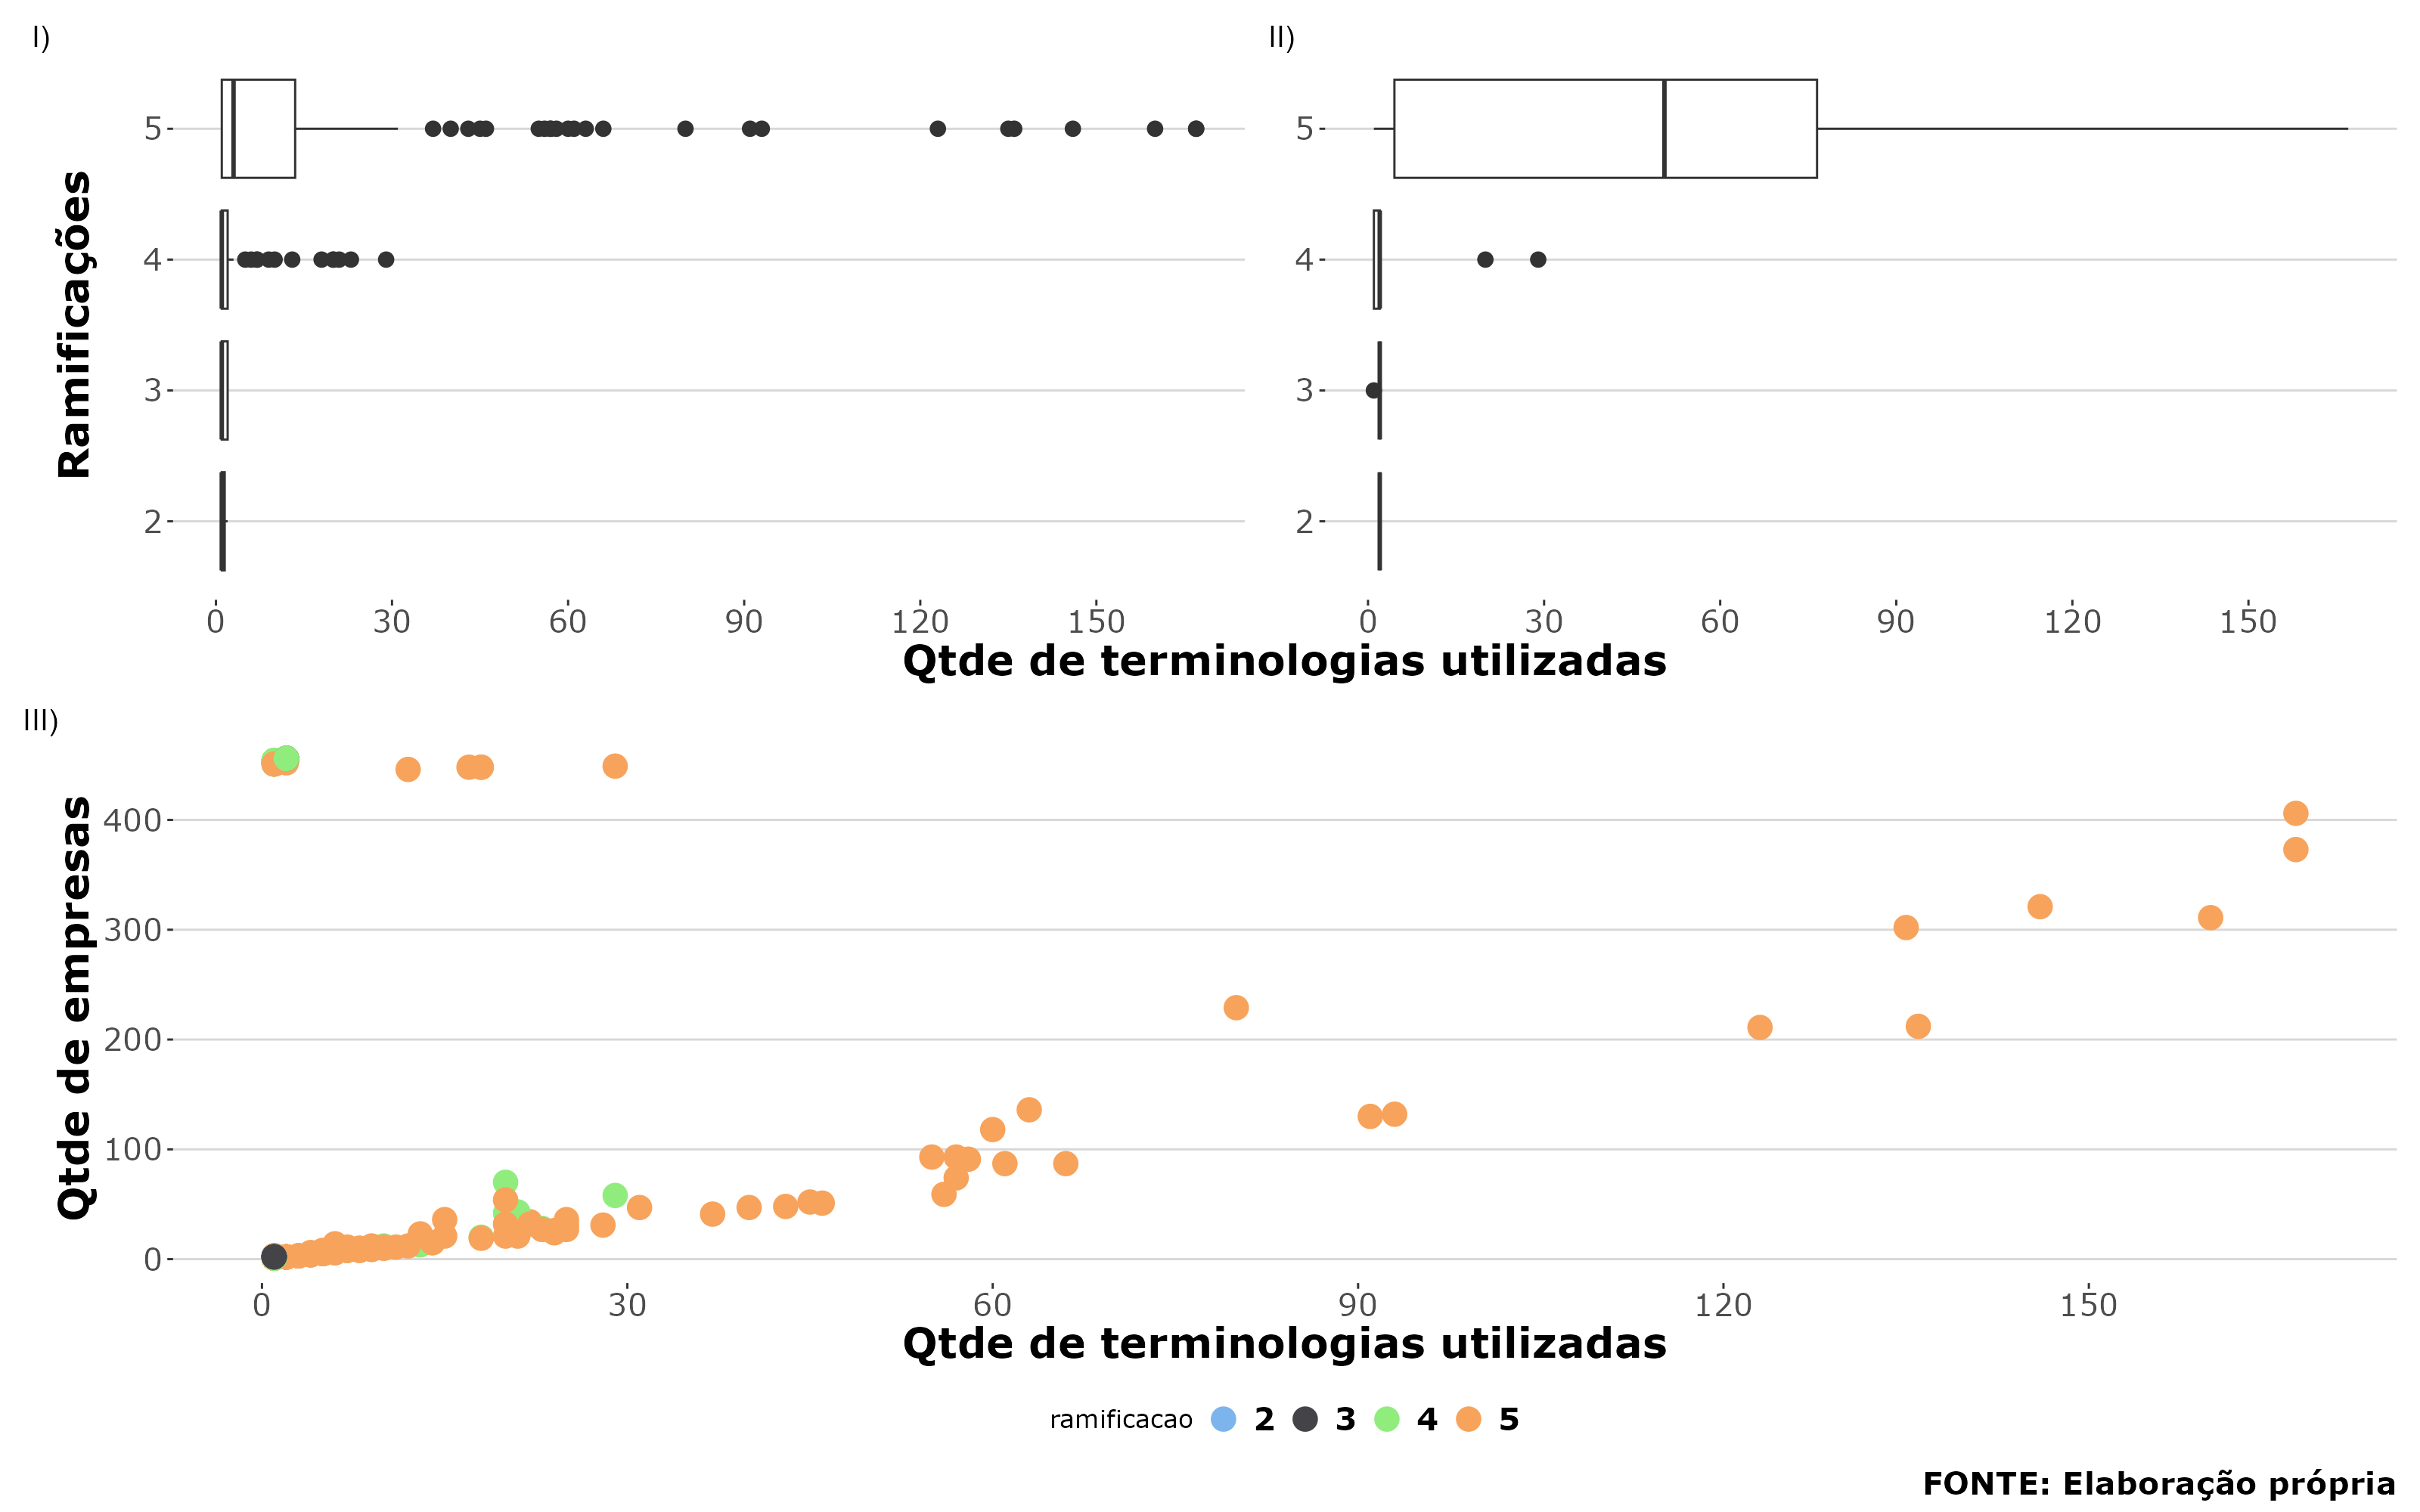 I)
II)
Ramificações
5
4
3
2
5
4
3
2
0 30 60 90 120 150
0 30 60 90 120 150
Qtde de terminologias utilizadas
III)
Qtde de empresas
400
300
200
100
0
0 30 60 90 120 150
Qtde de terminologias utilizadas
ramificacao 2 3 4 5
FONTE: Elaboração própria